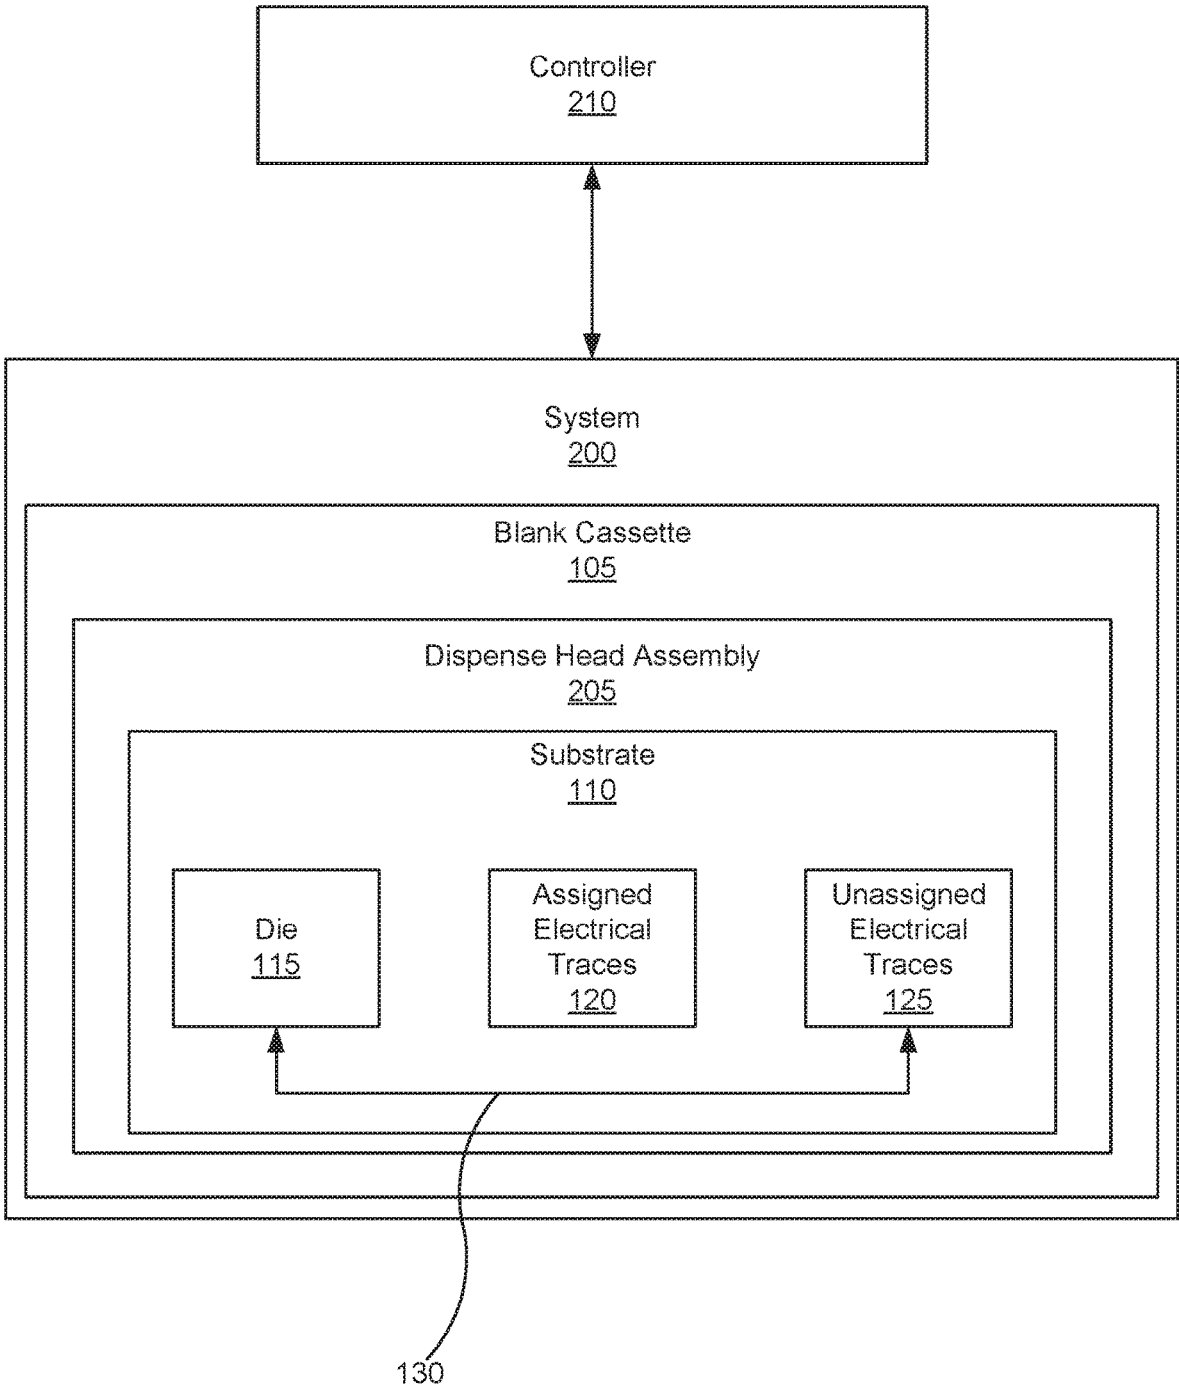 Controller
210
System
200
Blank Cassette
105
Dispense Head Assembly
205
Substrate
110
Die
115
Assigned
Electrical
Traces
120
Unassigned
Electrical
Traces
125
130